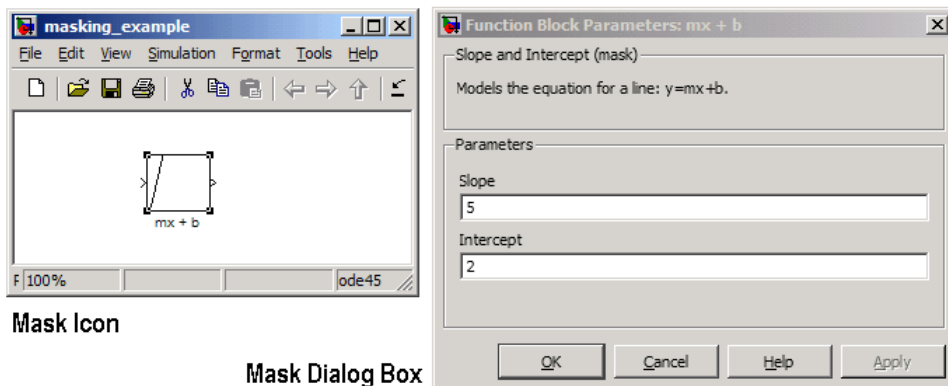 masking_example
File Edit View Simulation Format Tools Help
mx + b
F 100% ode45
Mask Icon
Function Block Parameters: mx + b
Slope and Intercept (mask)
Models the equation for a line: y=mx+b.
Parameters
Slope
5
Intercept
2
OK Cancel Help Apply
Mask Dialog Box